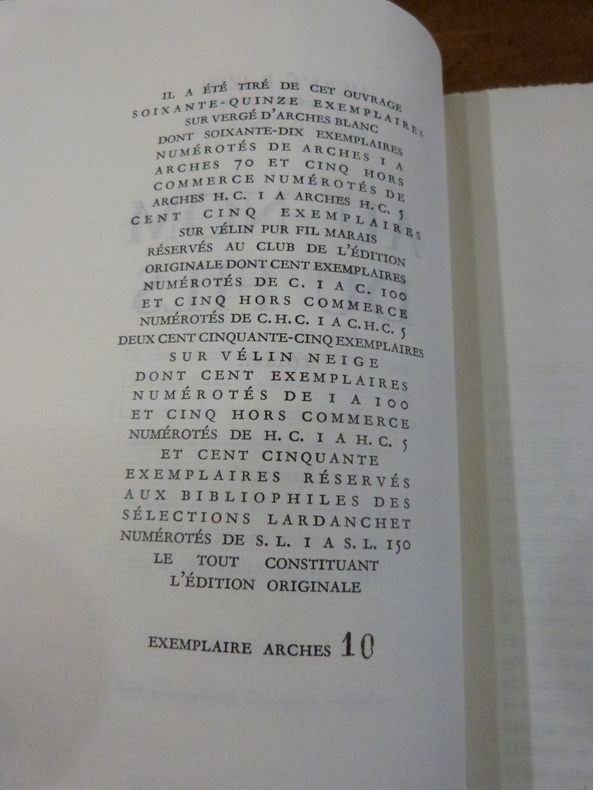 IL A ÉTÉ TIRÉ DE CET OUVRAGE
SOIXANTE-QUINZE EXEMPLAIRES
SUR VERGÉ D'ARCHES BLANC
DONT SOIXANTE-DIX EXEMPLAIRES
NUMÉROTÉS DE ARCHES I A
ARCHES 70 ET CINQ HORS
COMMERCE NUMÉROTÉS DE
ARCHES H.C. I A ARCHES H.C. 5
CENT CINQ EXEMPLAIRES
SUR VÉLIN PUR FIL MARAIS
RÉSERVÉS AU CLUB DE L'ÉDITION
ORIGINALE DONT CENT EXEMPLAIRES
NUMÉROTÉS DE C. I A C. 100
ET CINQ HORS COMMERCE
NUMÉROTÉS DE C.H.C. I A C.H.C. 5
DEUX CENT CINQUANTE-CINQ EXEMPLAIRES
SUR VÉLIN NEIGE
DONT CENT EXEMPLAIRES
NUMÉROTÉS DE I A 100
ET CINQ HORS COMMERCE
NUMÉROTÉS DE H.C. I A H.C. 5
ET CENT CINQUANTE
EXEMPLAIRES RÉSERVÉS
AUX BIBLIOPHILES DES
SÉLECTIONS LARDANCHET
NUMÉROTÉS DE S.L. I A S.L. 150
LE TOUT CONSTITUANT
L'ÉDITION ORIGINALE
EXEMPLAIRE ARCHES 10